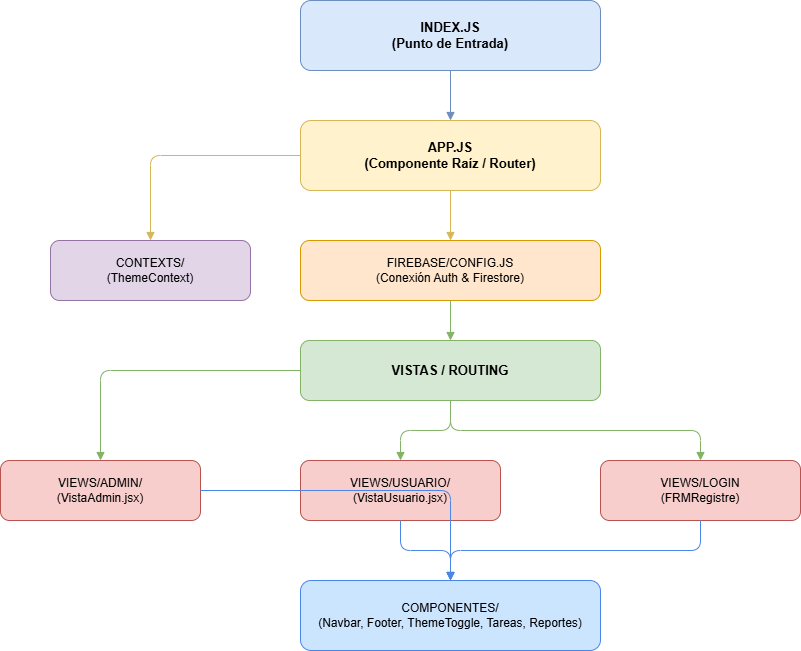 INDEX.JS
(Punto de Entrada)
APP.JS
(Componente Raíz / Router)
CONTEXTS/
(ThemeContext)
FIREBASE/CONFIG.JS
(Conexión Auth & Firestore)
VISTAS / ROUTING
VIEWS/ADMIN/
(VistaAdmin.jsx)
VIEWS/USUARIO/
(VistaUsuario.jsx)
VIEWS/LOGIN
(FRMRegistre)
COMPONENTES/
(Navbar, Footer, ThemeToggle, Tareas, Reportes)